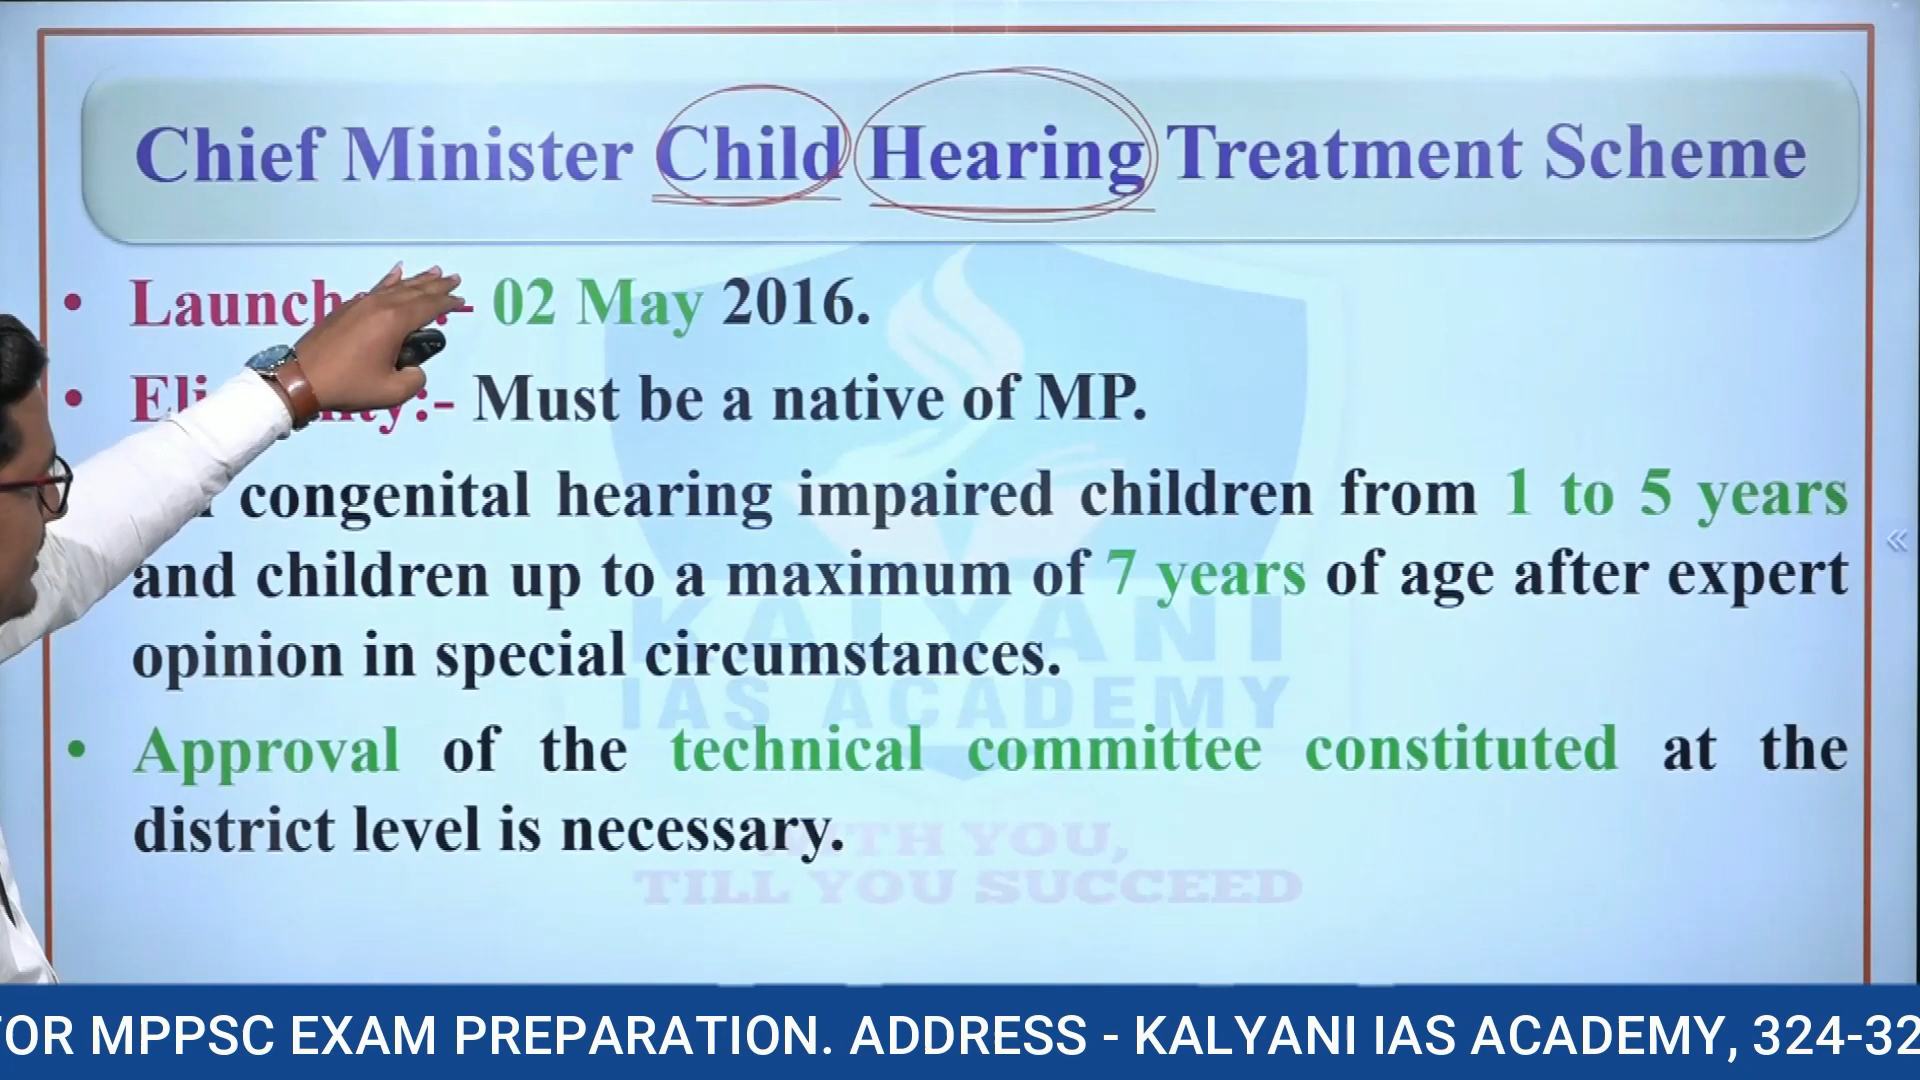 Chief Minister Child Hearing Treatment Scheme
• 02 May 2016.
• Must be a native of MP.
congenital hearing impaired children from 1 to 5 years
and children up to a maximum of 7 years of age after expert
opinion in special circumstances.
• Approval of the technical committee constituted at the
district level is necessary.
KALYANI
IAS ACADEMY
WITH YOU,
TILL YOU SUCCEED
FOR MPPSC EXAM PREPARATION. ADDRESS - KALYANI IAS ACADEMY, 324-32